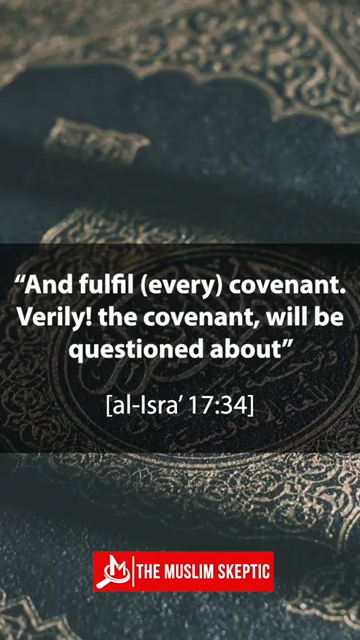 “And fulfil (every) covenant.
Verily! the covenant, will be
questioned about”
[al-Isra’ 17:34]
THE MUSLIM SKEPTIC